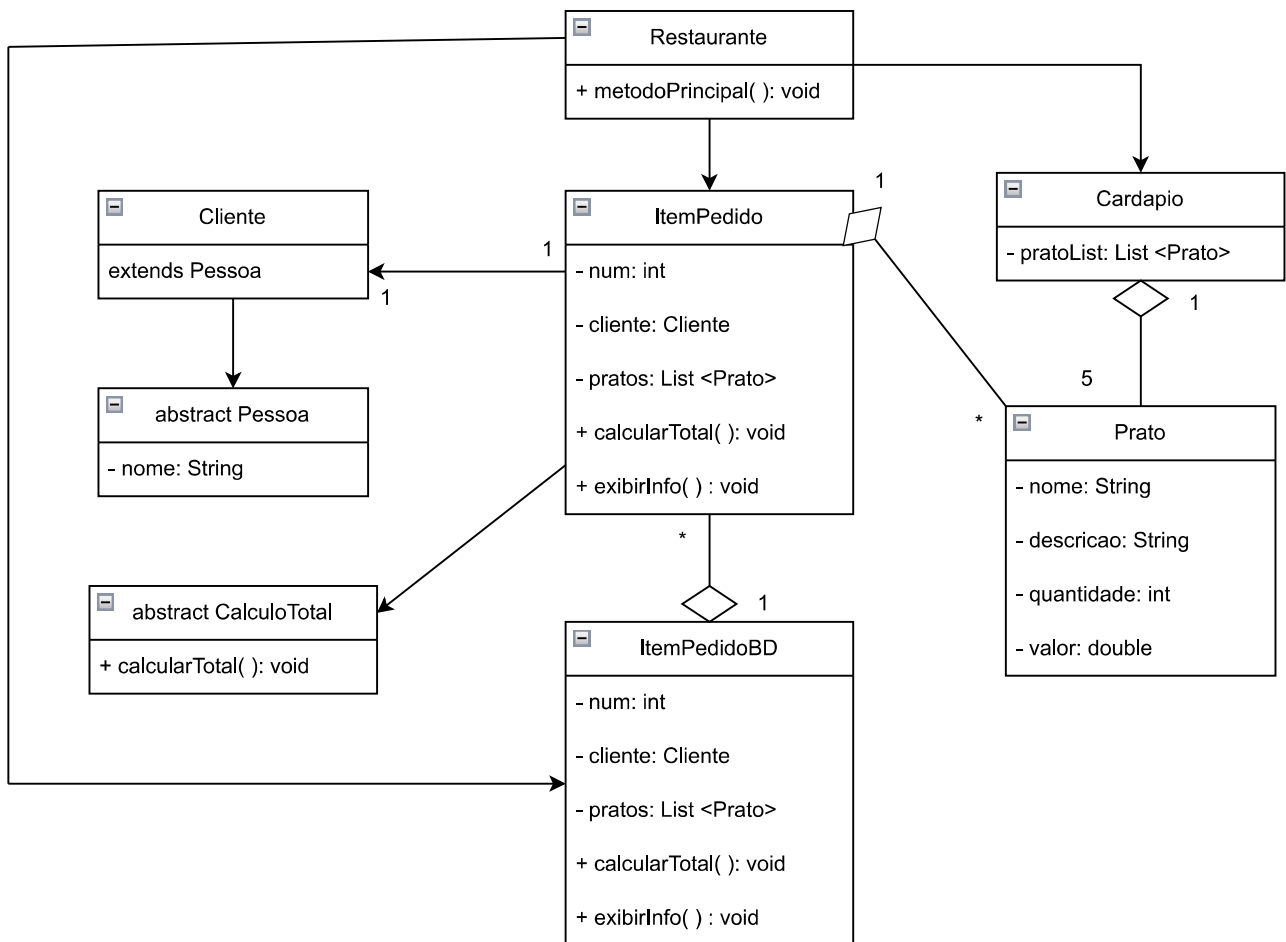 Restaurante
+ metodoPrincipal( ): void
1
Cardapio
- pratoList: List <Prato>
1
5
Cliente
extends Pessoa
1
1
ItemPedido
- num: int
- cliente: Cliente
- pratos: List <Prato>
+ calcularTotal( ): void
+ exibirInfo( ) : void
*
abstract Pessoa
- nome: String
*
Prato
- nome: String
- descricao: String
- quantidade: int
- valor: double
abstract CalculoTotal
+ calcularTotal( ): void
1
ItemPedidoBD
- num: int
- cliente: Cliente
- pratos: List <Prato>
+ calcularTotal( ): void
+ exibirInfo( ) : void